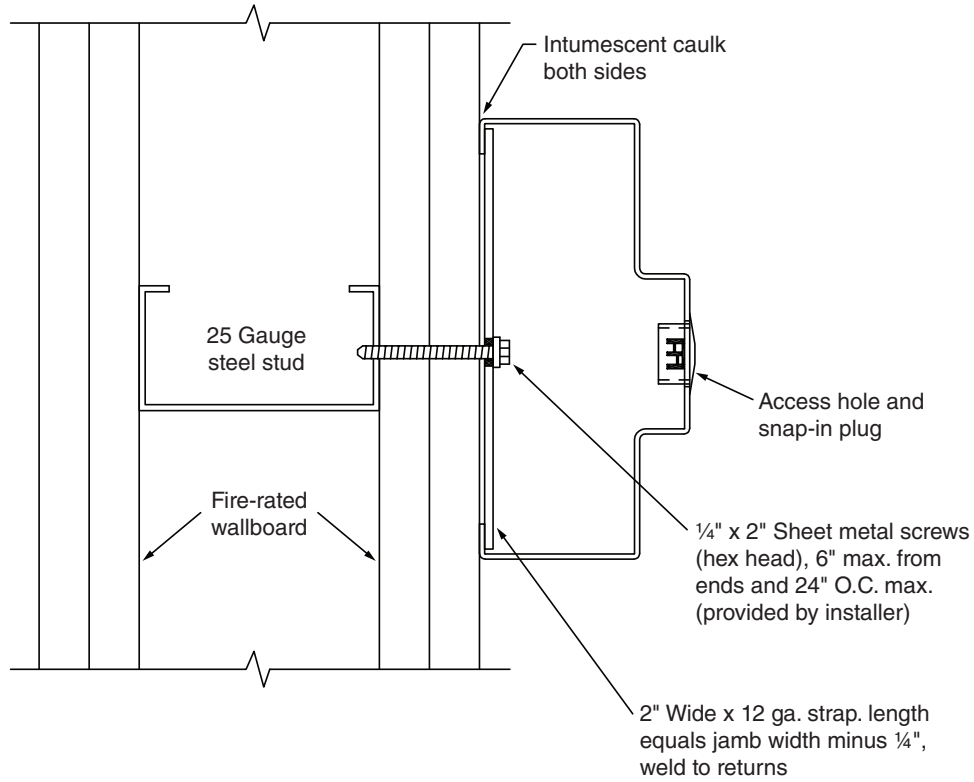 Intumescent caulk
both sides
25 Gauge
steel stud
Access hole and
snap-in plug
Fire-rated
wallboard
¼" x 2" Sheet metal screws
(hex head), 6" max. from
ends and 24" O.C. max.
(provided by installer)
2" Wide x 12 ga. strap. length
equals jamb width minus ¼",
weld to returns